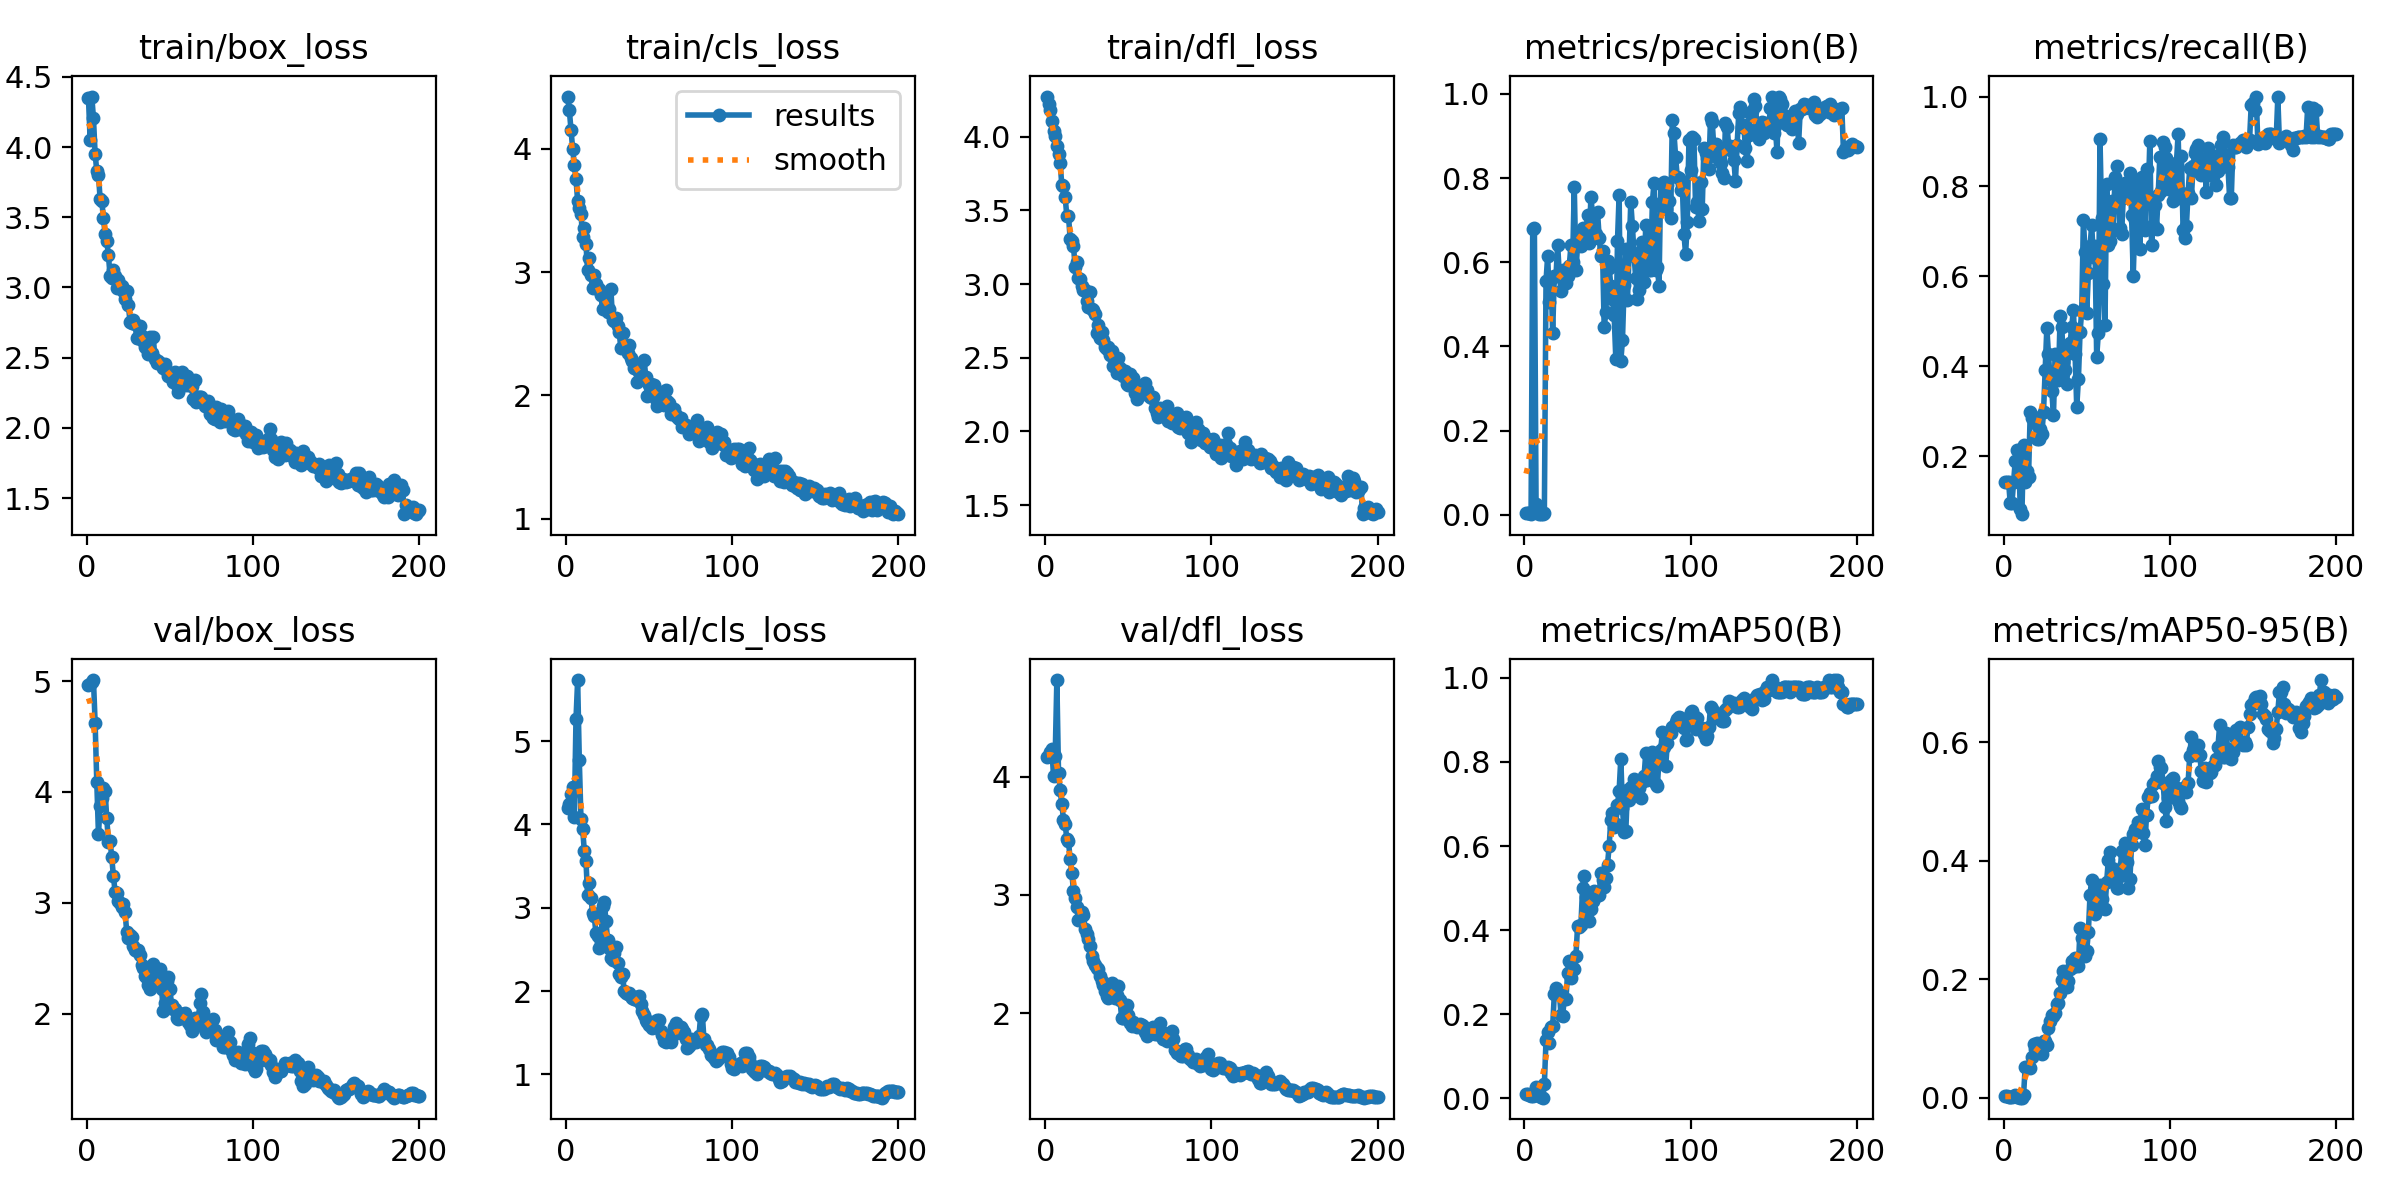 train/box_loss
4.5
4.0
3.5
3.0
2.5
2.0
1.5
0 100 200
train/cls_loss
results
smooth
4
3
2
1
0 100 200
train/dfl_loss
4.0
3.5
3.0
2.5
2.0
1.5
0 100 200
metrics/precision(B)
1.0
0.8
0.6
0.4
0.2
0.0
0 100 200
metrics/recall(B)
1.0
0.8
0.6
0.4
0.2
0 100 200
val/box_loss
5
4
3
2
0 100 200
val/cls_loss
5
4
3
2
1
0 100 200
val/dfl_loss
4
3
2
0 100 200
metrics/mAP50(B)
1.0
0.8
0.6
0.4
0.2
0.0
0 100 200
metrics/mAP50-95(B)
0.6
0.4
0.2
0.0
0 100 200